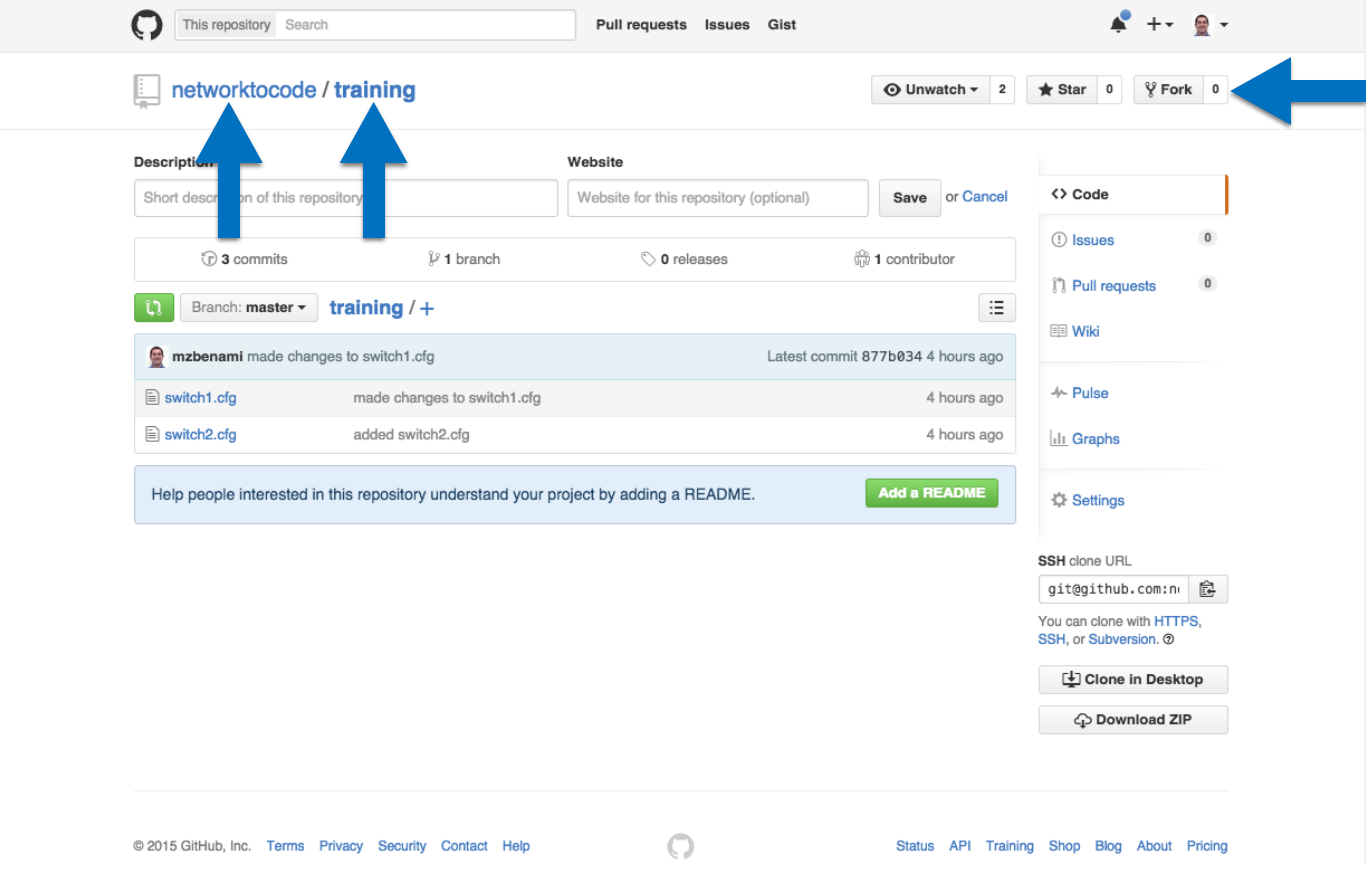 This repository Search Pull requests Issues Gist
networktocode / training
Unwatch 2 Star 0 Fork 0
Description Website
Short description of this repository Website for this repository (optional) Save or Cancel
3 commits 1 branch 0 releases 1 contributor
Branch: master training / +
mzbenami made changes to switch1.cfg Latest commit 877b034 4 hours ago
switch1.cfg made changes to switch1.cfg 4 hours ago
switch2.cfg added switch2.cfg 4 hours ago
Help people interested in this repository understand your project by adding a README. Add a README
<> Code
Issues 0
Pull requests 0
Wiki
Pulse
Graphs
Settings
SSH clone URL
git@github.com:n
You can clone with HTTPS,
SSH, or Subversion.
Clone in Desktop
Download ZIP
© 2015 GitHub, Inc. Terms Privacy Security Contact Help Status API Training Shop Blog About Pricing